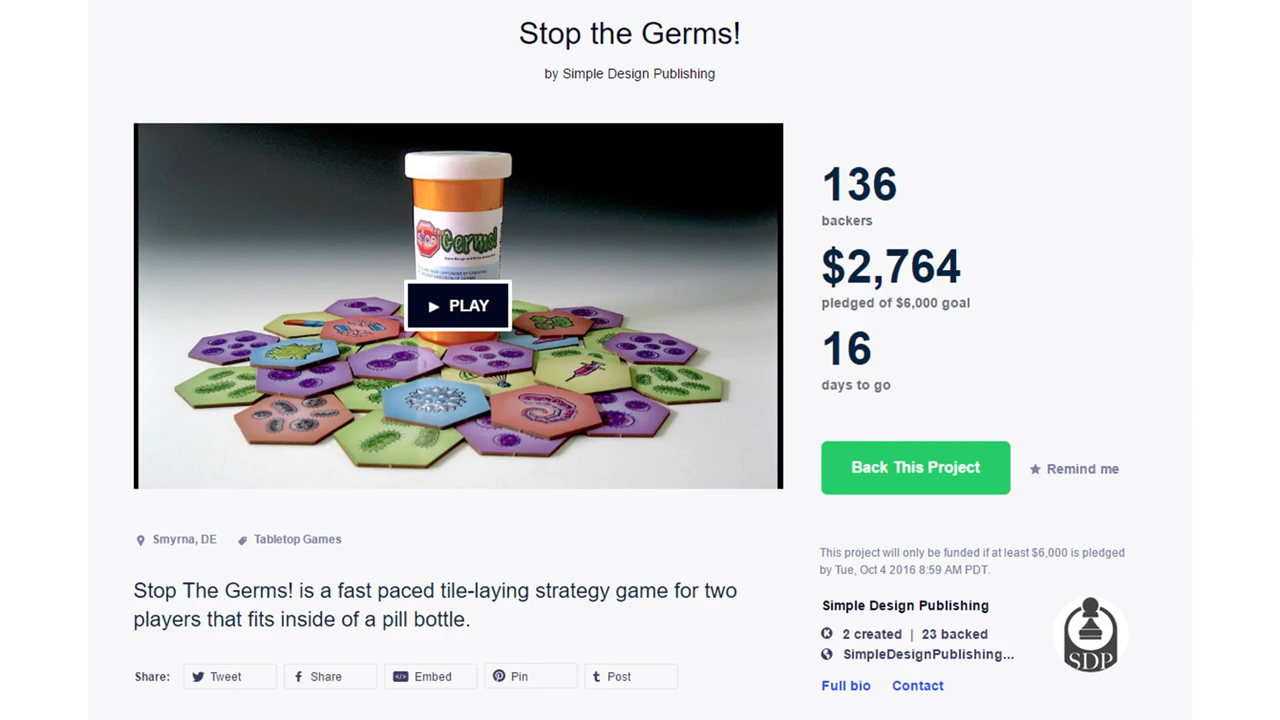 Stop the Germs!
by Simple Design Publishing
STOP the Germs!
PLAY
136
backers
$2,764
pledged of $6,000 goal
16
days to go
Back This Project
Remind me
Smyrna, DE
Tabletop Games
Stop The Germs! is a fast paced tile-laying strategy game for two
players that fits inside of a pill bottle.
Share:
Tweet
Share
Embed
Pin
Post
This project will only be funded if at least $6,000 is pledged
by Tue, Oct 4 2016 8:59 AM PDT.
Simple Design Publishing
2 created | 23 backed
SimpleDesignPublishing...
Full bio
Contact
SDP